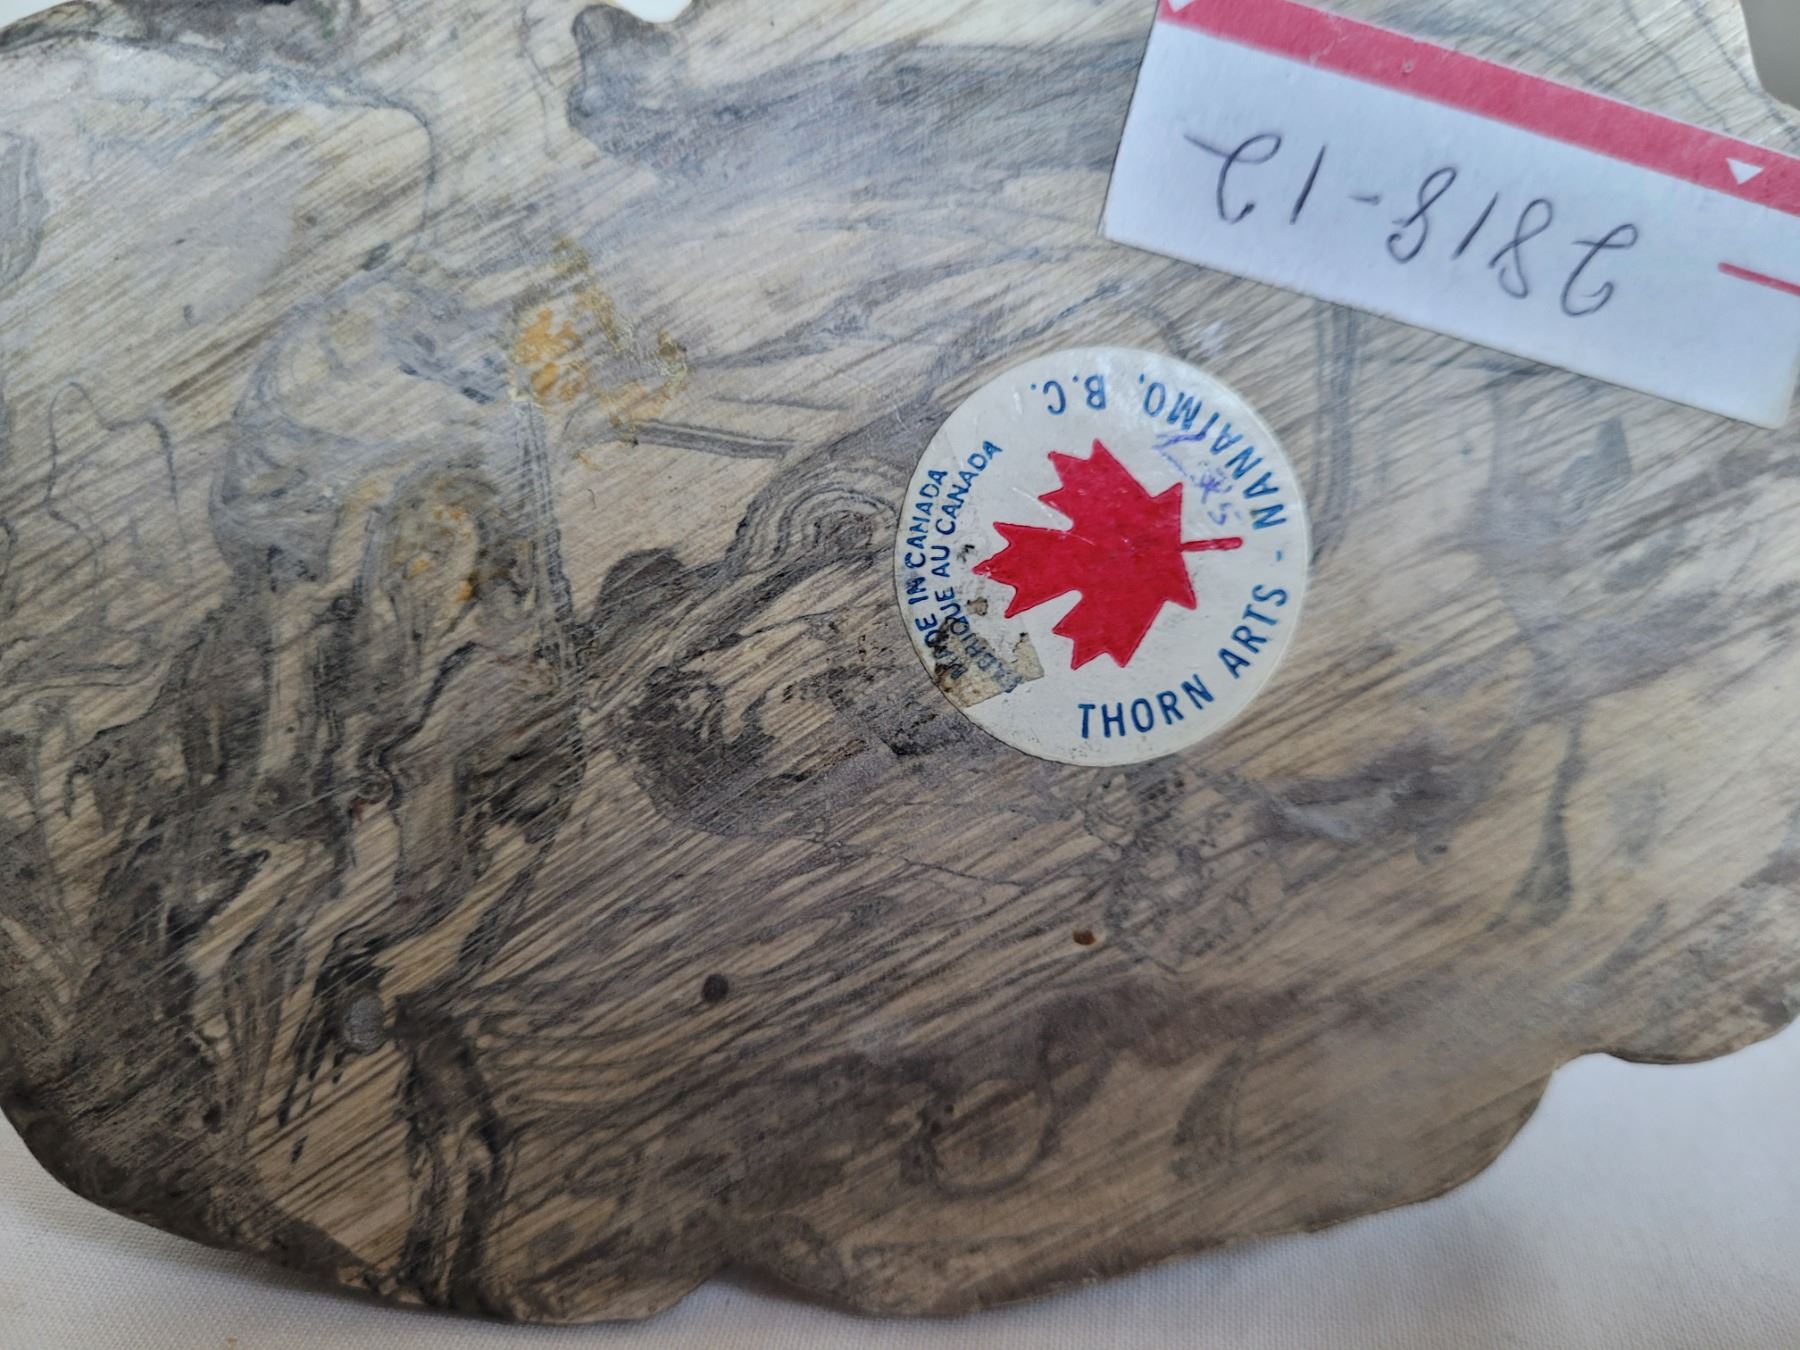 2818-12
THORN ARTS - NANAIMO, B.C.
MADE IN CANADA
FABRIQUE AU CANADA